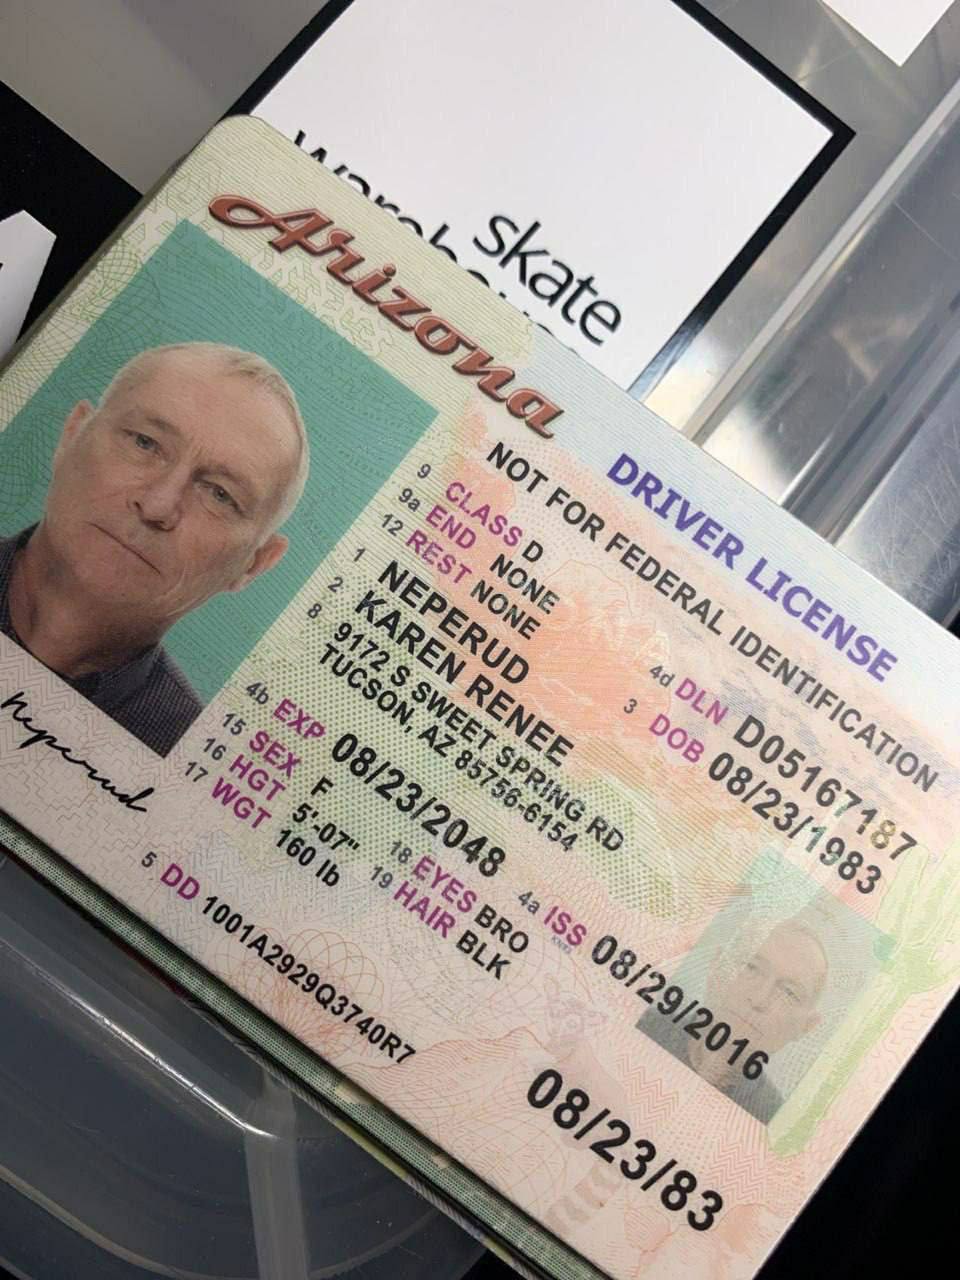 skate
Arizona
DRIVER LICENSE
NOT FOR FEDERAL IDENTIFICATION
9 CLASS D
9a END NONE
12 REST NONE
1 NEPERUD
2 KAREN RENEE
8 9172 S SWEET SPRING RD
TUCSON, AZ 85756-6154
4d DLN D05167187
3 DOB 08/23/1983
4b EXP 08/23/2048
4a ISS 08/29/2016
15 SEX F
16 HGT 5'-07"
17 WGT 160 lb
18 EYES BRO
19 HAIR BLK
5 DD 1001A2929Q3740R7
08/23/83
Neperud